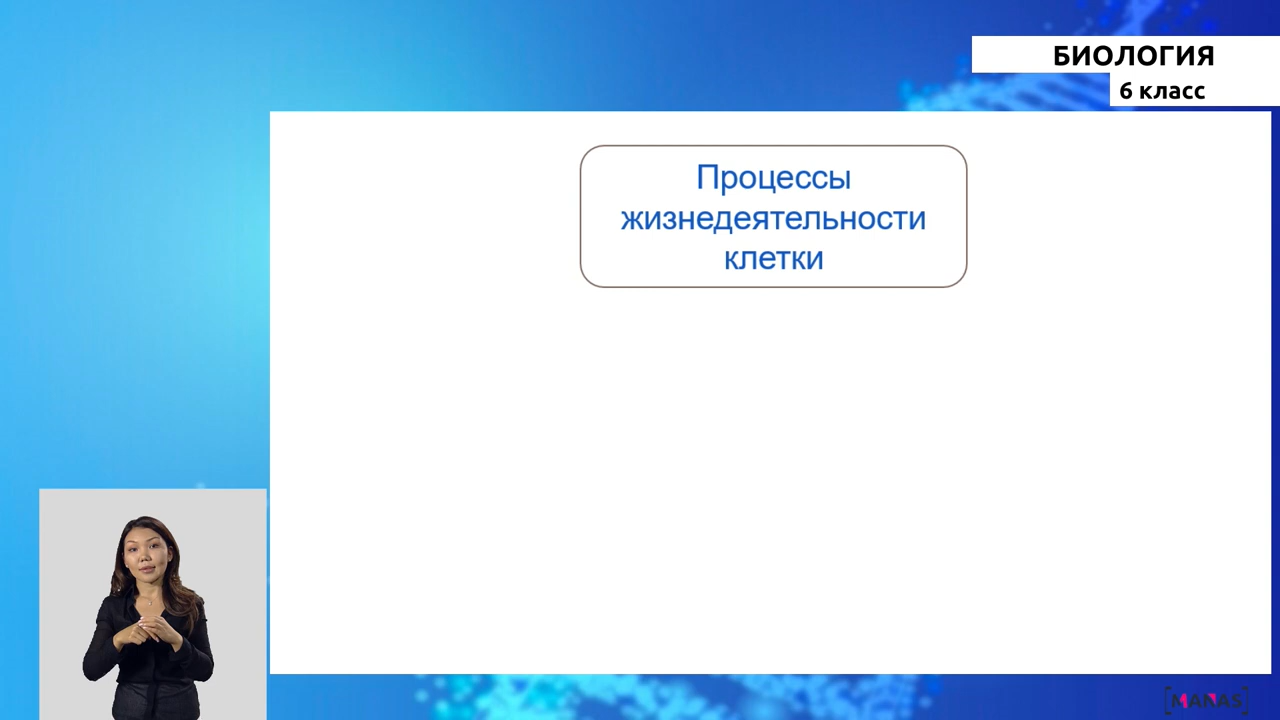 БИОЛОГИЯ
6 класс
Процессы
жизнедеятельности
клетки
MANAS